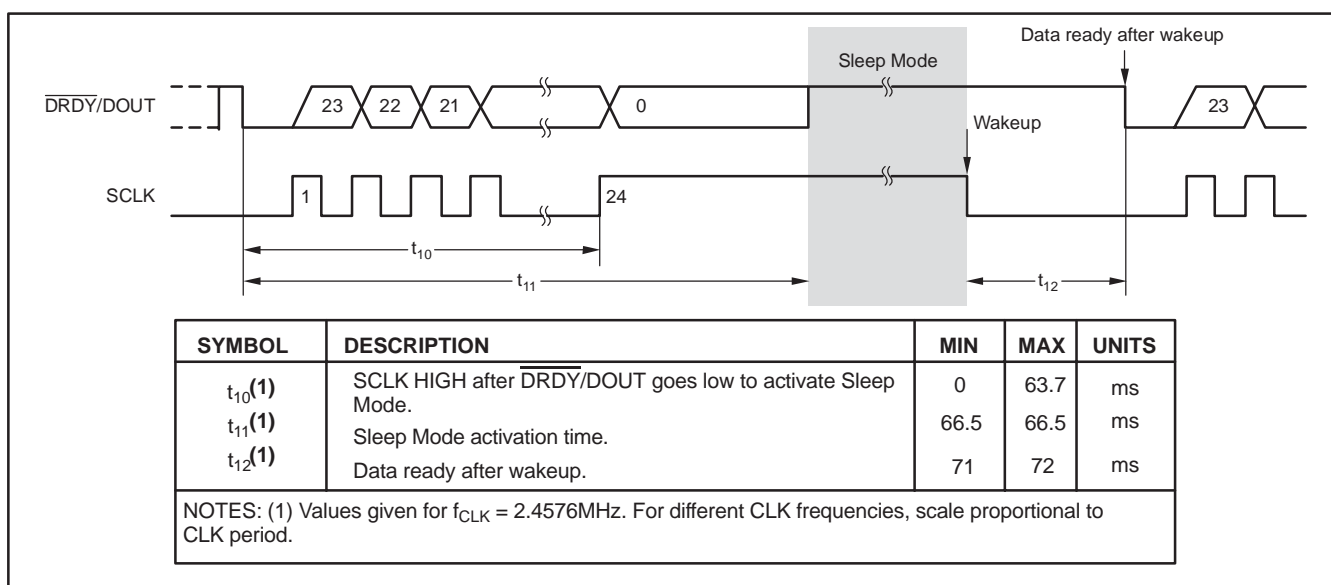 Data ready after wakeup
Sleep Mode
DRDY/DOUT
23 22 21 0 23
Wakeup
SCLK
1 24
t10
t11
t12
SYMBOL DESCRIPTION MIN MAX UNITS
t10(1) SCLK HIGH after DRDY/DOUT goes low to activate Sleep Mode. 0 63.7 ms
t11(1) Sleep Mode activation time. 66.5 66.5 ms
t12(1) Data ready after wakeup. 71 72 ms
NOTES: (1) Values given for fCLK = 2.4576MHz. For different CLK frequencies, scale proportional to
CLK period.